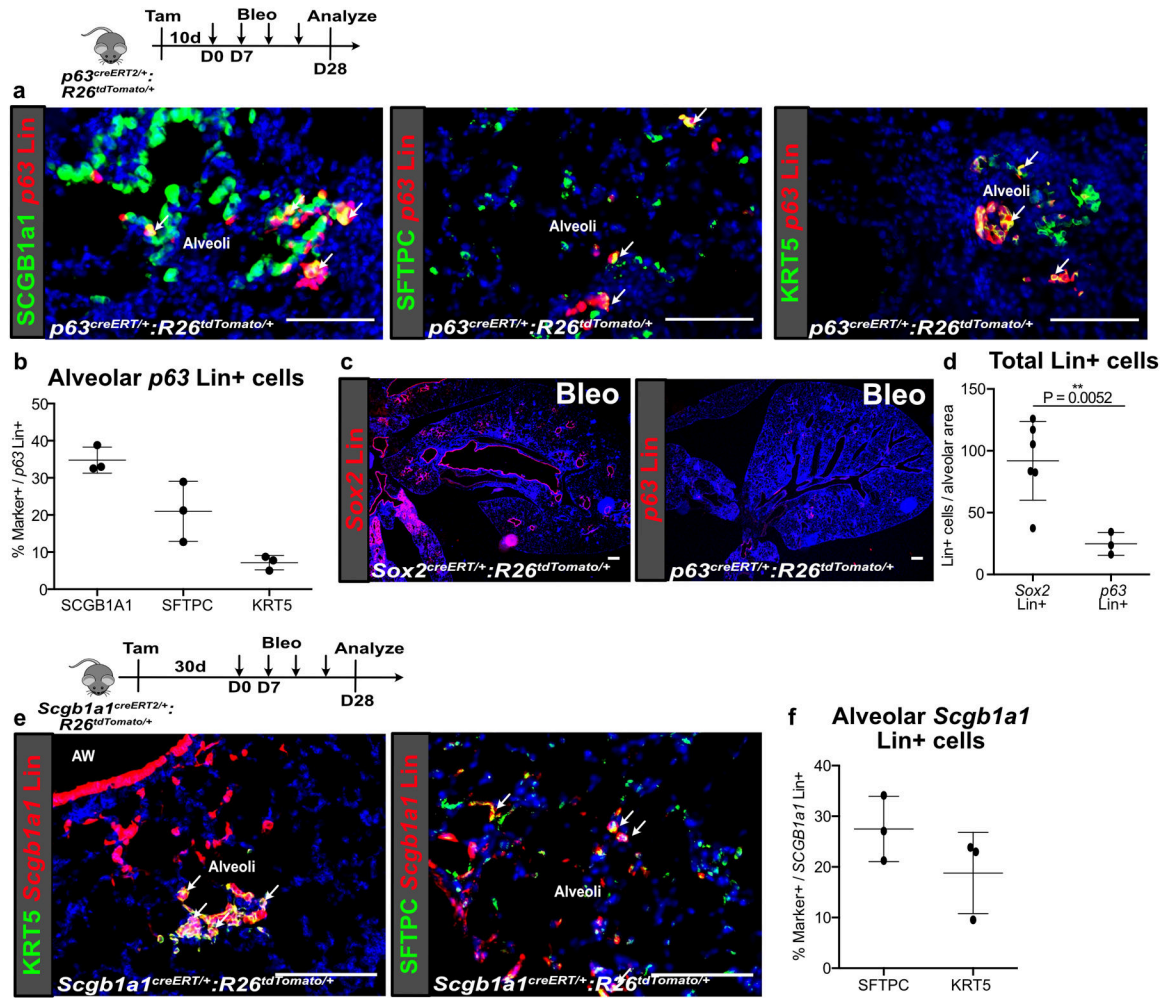 Tam Bleo Analyze
10d
D0 D7
D28
p63creERT2/+:
R26tdTomato/+
a
SCGB1a1 p63 Lin
Alveoli
p63creERT/+:R26tdTomato/+
SFTPC p63 Lin
Alveoli
p63creERT/+:R26tdTomato/+
KRT5 p63 Lin
Alveoli
p63creERT/+:R26tdTomato/+
b
Alveolar p63 Lin+ cells
% Marker+ / p63 Lin+
50
40
30
20
10
0
SCGB1A1 SFTPC KRT5
c
Sox2 Lin
Bleo
Sox2creERT/+:R26tdTomato/+
p63 Lin
Bleo
p63creERT/+:R26tdTomato/+
d
Total Lin+ cells
**
P = 0.0052
Lin+ cells / alveolar area
150
100
50
0
Sox2 p63
Lin+ Lin+
Tam Bleo Analyze
30d
D0 D7
D28
Scgb1a1creERT2/+:
R26tdTomato/+
e
KRT5 Scgb1a1 Lin
AW
Alveoli
Scgb1a1creERT/+:R26tdTomato/+
SFTPC Scgb1a1 Lin
Alveoli
Scgb1a1creERT/+:R26tdTomato/+
f
Alveolar Scgb1a1
Lin+ cells
% Marker+ / SCGB1a1 Lin+
40
30
20
10
0
SFTPC KRT5